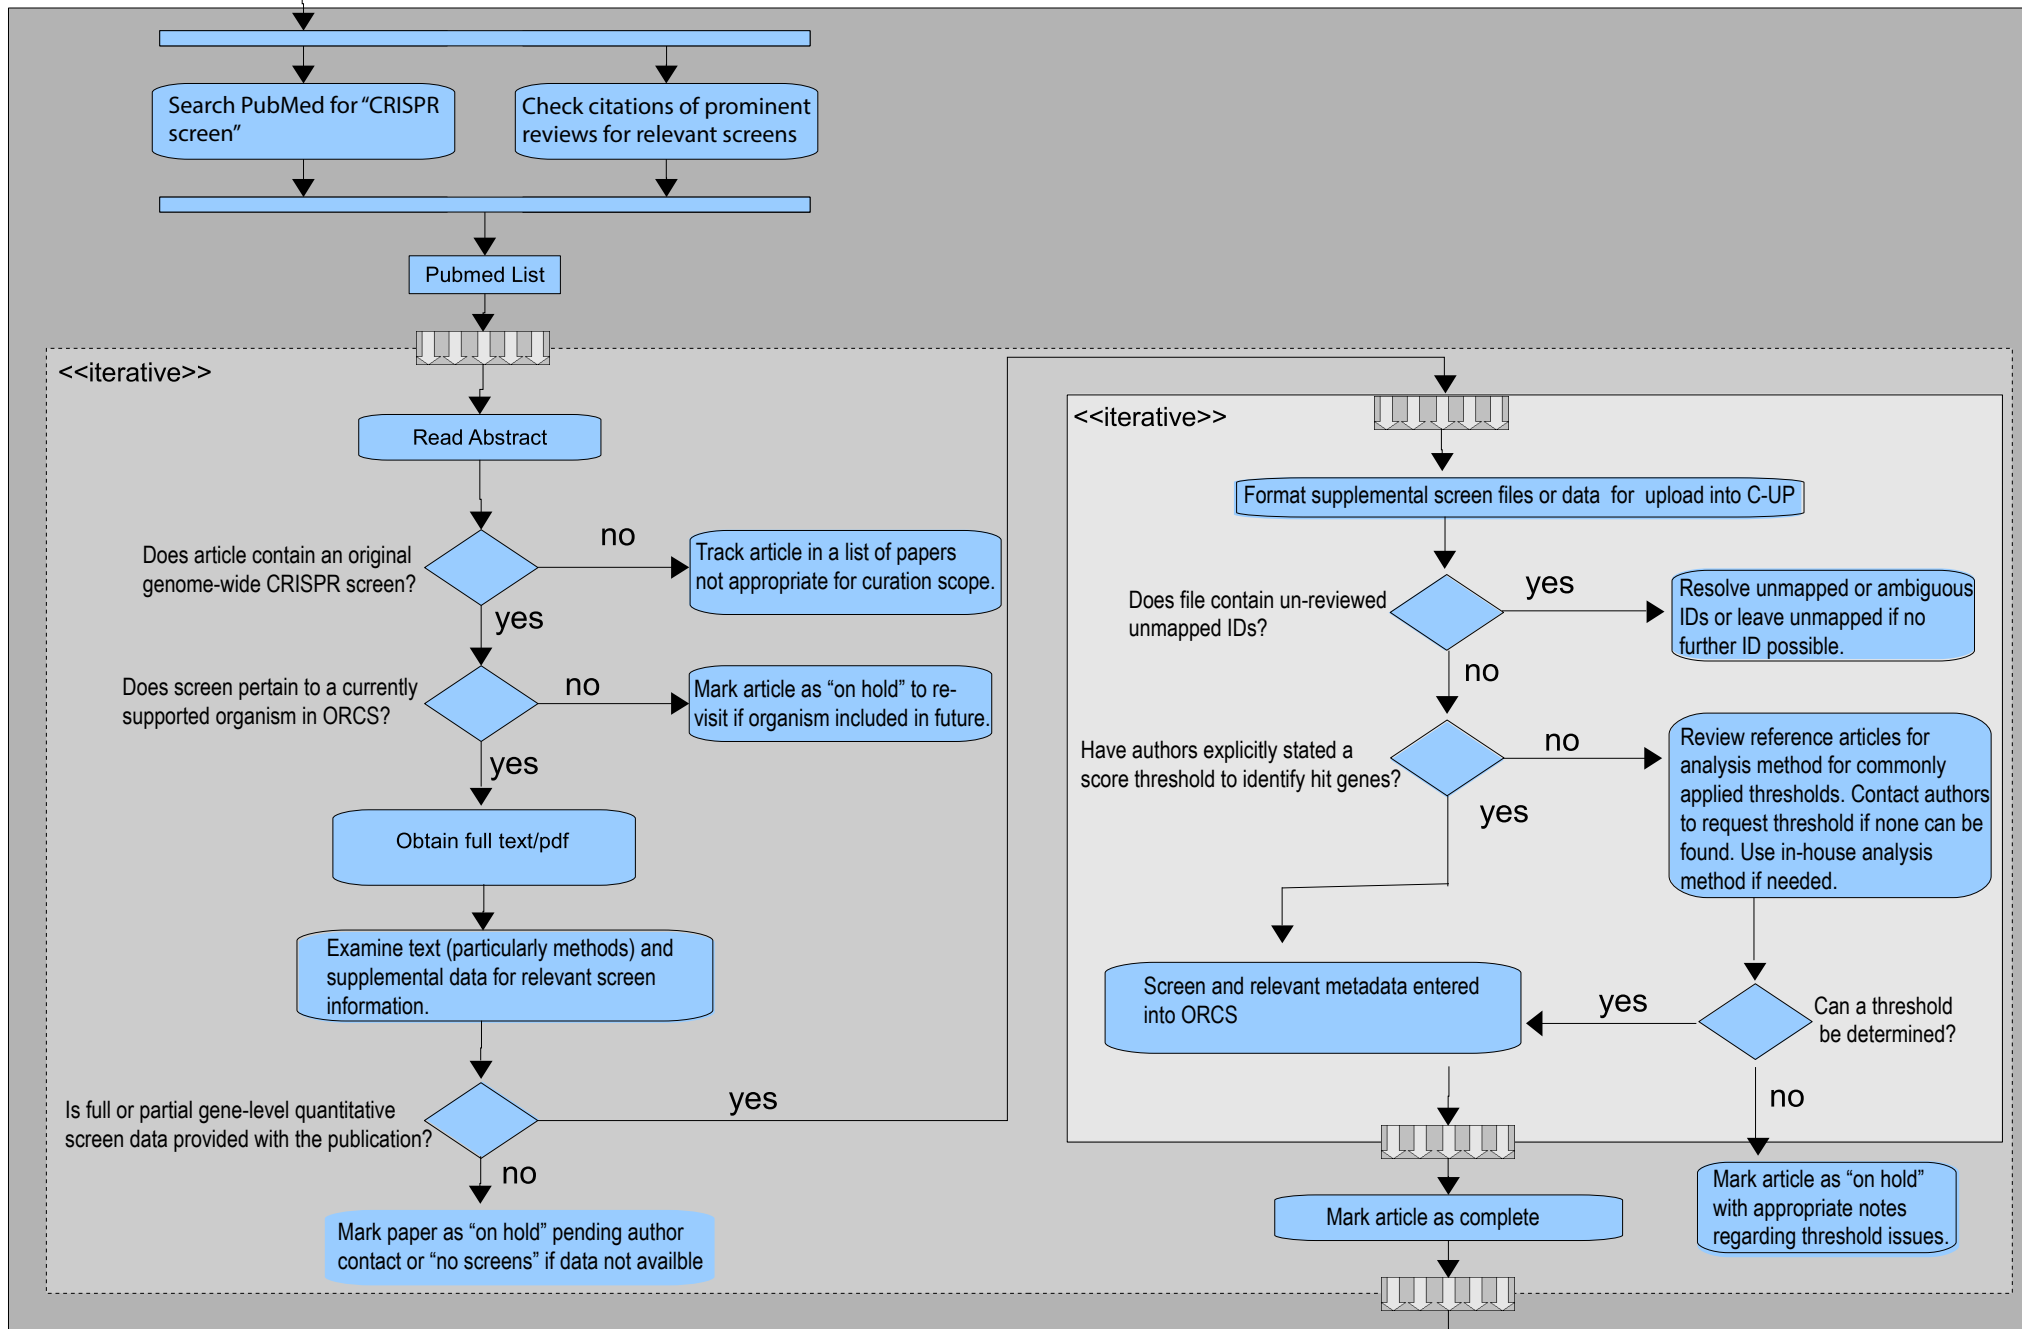 Search PubMed for “CRISPR
screen”
Check citations of prominent
reviews for relevant screens
Pubmed List
<<iterative>>
Read Abstract
Does article contain an original
genome-wide CRISPR screen?
no
Track article in a list of papers
not appropriate for curation scope.
yes
Does screen pertain to a currently
supported organism in ORCS?
no
Mark article as “on hold” to re-
visit if organism included in future.
yes
Obtain full text/pdf
Examine text (particularly methods) and
supplemental data for relevant screen
information.
Is full or partial gene-level quantitative
screen data provided with the publication?
yes
no
Mark paper as “on hold” pending author
contact or “no screens” if data not availble
<<iterative>>
Format supplemental screen files or data for upload into C-UP
Does file contain un-reviewed
unmapped IDs?
yes
Resolve unmapped or ambiguous
IDs or leave unmapped if no
further ID possible.
no
Have authors explicitly stated a
score threshold to identify hit genes?
no
Review reference articles for
analysis method for commonly
applied thresholds. Contact authors
to request threshold if none can be
found. Use in-house analysis
method if needed.
yes
Screen and relevant metadata entered
into ORCS
yes
Can a threshold
be determined?
no
Mark article as complete
Mark article as “on hold”
with appropriate notes
regarding threshold issues.